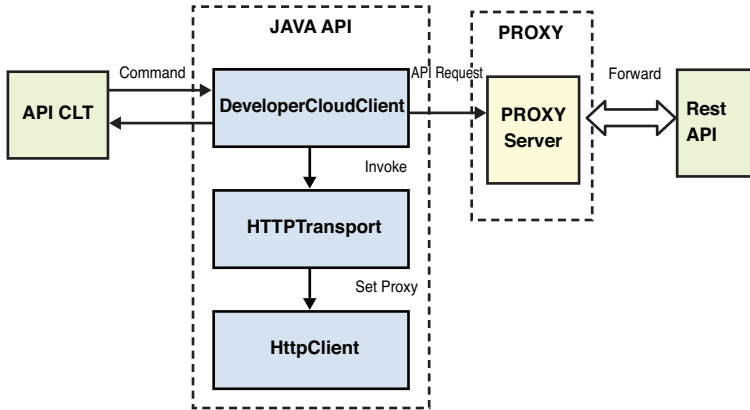 JAVA API
PROXY
Command
API Request
Forward
API CLT
DeveloperCloudClient
PROXY
Server
Rest
API
Invoke
HTTPTransport
Set Proxy
HttpClient